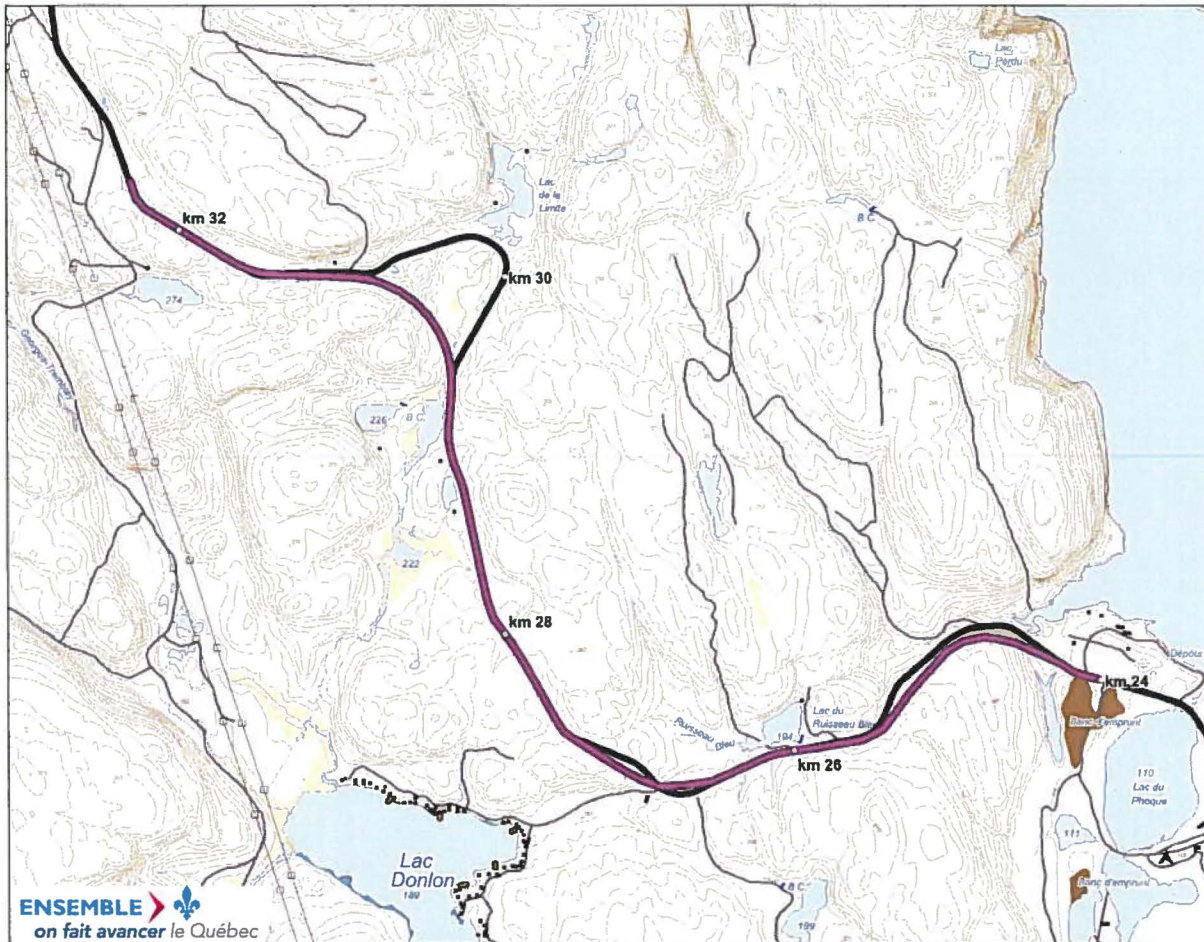 Lac
Perdu
Lac
de la
Limite
B.C.
km 32
km 30
274
226
B.C.
222
km 28
Dépôts
km 24
Lac du
Ruisseau Bleu
Ruisseau
Bleu
194
km 26
Banc d'emprunt
110
Lac du
Phoque
111
Lac
Donlon
189
Banc d'emprunt
B.C.
199
ENSEMBLE
on fait avancer le Québec